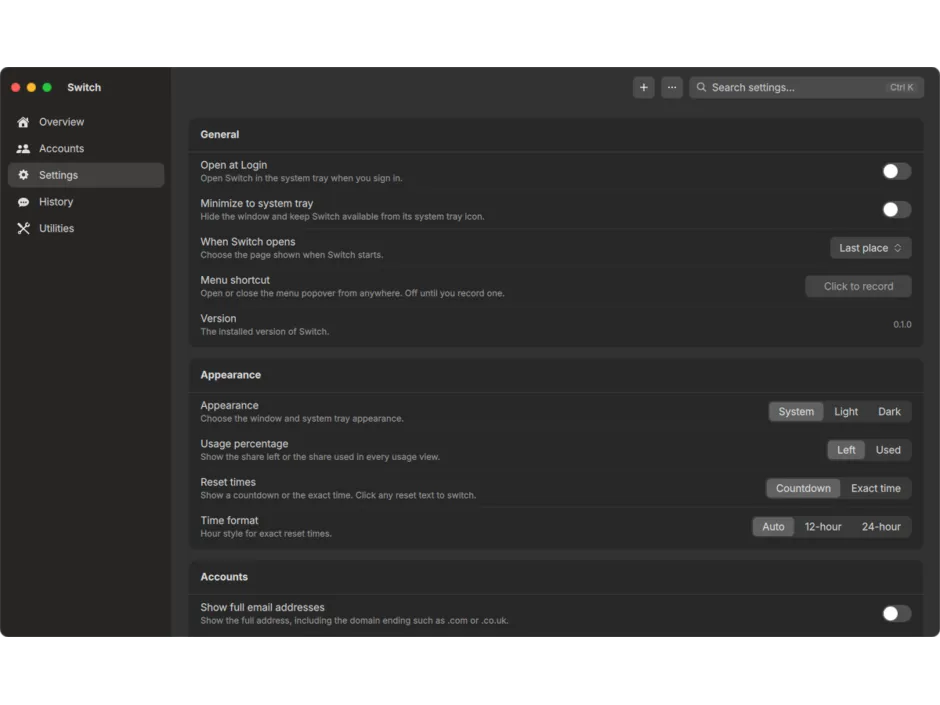 Switch
Search settings...
Ctrl K
Overview
Accounts
Settings
History
Utilities
General
Open at Login
Open Switch in the system tray when you sign in.
Minimize to system tray
Hide the window and keep Switch available from its system tray icon.
When Switch opens
Choose the page shown when Switch starts.
Last place
Menu shortcut
Open or close the menu popover from anywhere. Off until you record one.
Click to record
Version
The installed version of Switch.
0.1.0
Appearance
Appearance
Choose the window and system tray appearance.
System Light Dark
Usage percentage
Show the share left or the share used in every usage view.
Left Used
Reset times
Show a countdown or the exact time. Click any reset text to switch.
Countdown Exact time
Time format
Hour style for exact reset times.
Auto 12-hour 24-hour
Accounts
Show full email addresses
Show the full address, including the domain ending such as .com or .co.uk.